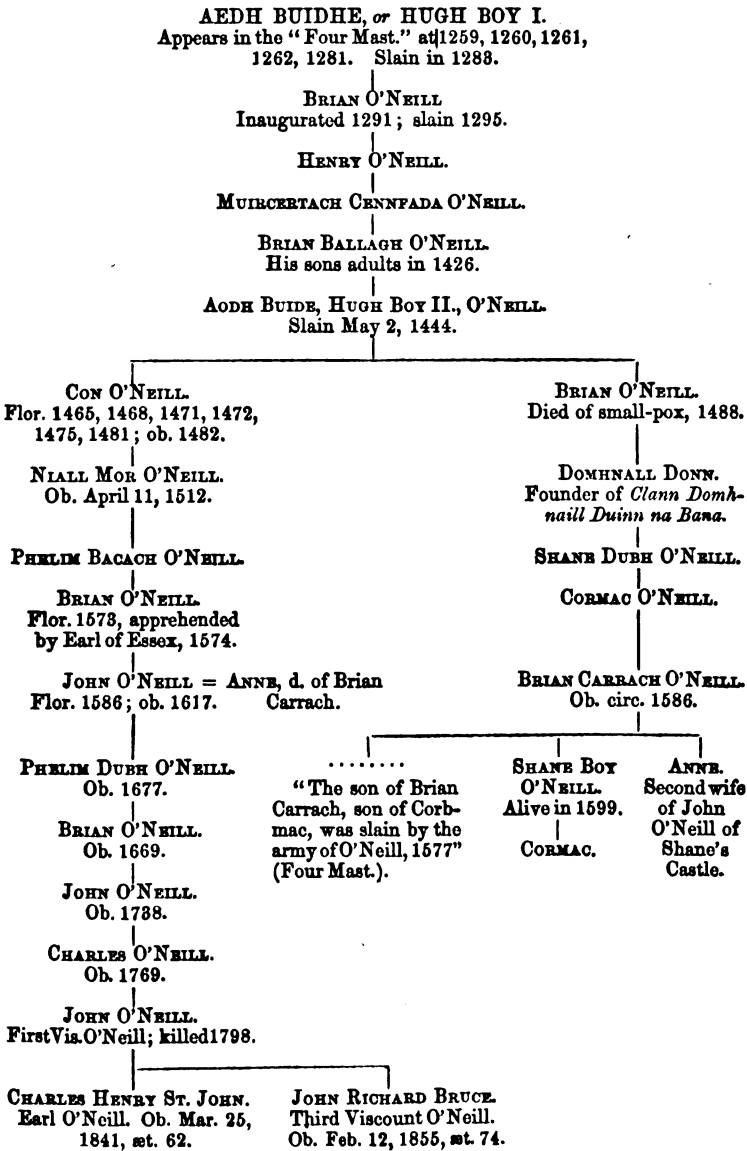 AEDH BUIDHE, or HUGH BOY I.
Appears in the "Four Mast." at 1259, 1260, 1261,
1262, 1281. Slain in 1283.
BRIAN O'NEILL
Inaugurated 1291; slain 1295.
HENRY O'NEILL.
MUIRCERTACH CENNFADA O'NEILL.
BRIAN BALLAGH O'NEILL.
His sons adults in 1426.
AODH BUIDE, HUGH BOY II., O'NEILL.
Slain May 2, 1444.
CON O'NEILL.
Flor. 1465, 1468, 1471, 1472,
1475, 1481; ob. 1482.
NIALL MOR O'NEILL.
Ob. April 11, 1512.
PHELIM BACACH O'NEILL.
BRIAN O'NEILL.
Flor. 1573, apprehended
by Earl of Essex, 1574.
JOHN O'NEILL = ANNE, d. of Brian
Flor. 1586; ob. 1617. Carrach.
PHELIM DUBH O'NEILL.
Ob. 1677.
BRIAN O'NEILL.
Ob. 1669.
JOHN O'NEILL.
Ob. 1738.
CHARLES O'NEILL.
Ob. 1769.
JOHN O'NEILL.
First Vis. O'Neill; killed 1798.
CHARLES HENRY ST. JOHN.
Earl O'Neill. Ob. Mar. 25,
1841, æt. 62.
JOHN RICHARD BRUCE.
Third Viscount O'Neill.
Ob. Feb. 12, 1855, æt. 74.
BRIAN O'NEILL.
Died of small-pox, 1488.
DOMHNALL DONN.
Founder of Clann Domh-
naill Duinn na Bana.
SHANE DUBH O'NEILL.
CORMAC O'NEILL.
BRIAN CARRACH O'NEILL.
Ob. circ. 1586.
........
"The son of Brian
Carrach, son of Corb-
mac, was slain by the
army of O'Neill, 1577"
(Four Mast.).
SHANE BOY
O'NEILL.
Alive in 1599.
CORMAC.
ANNE.
Second wife
of John
O'Neill of
Shane's
Castle.